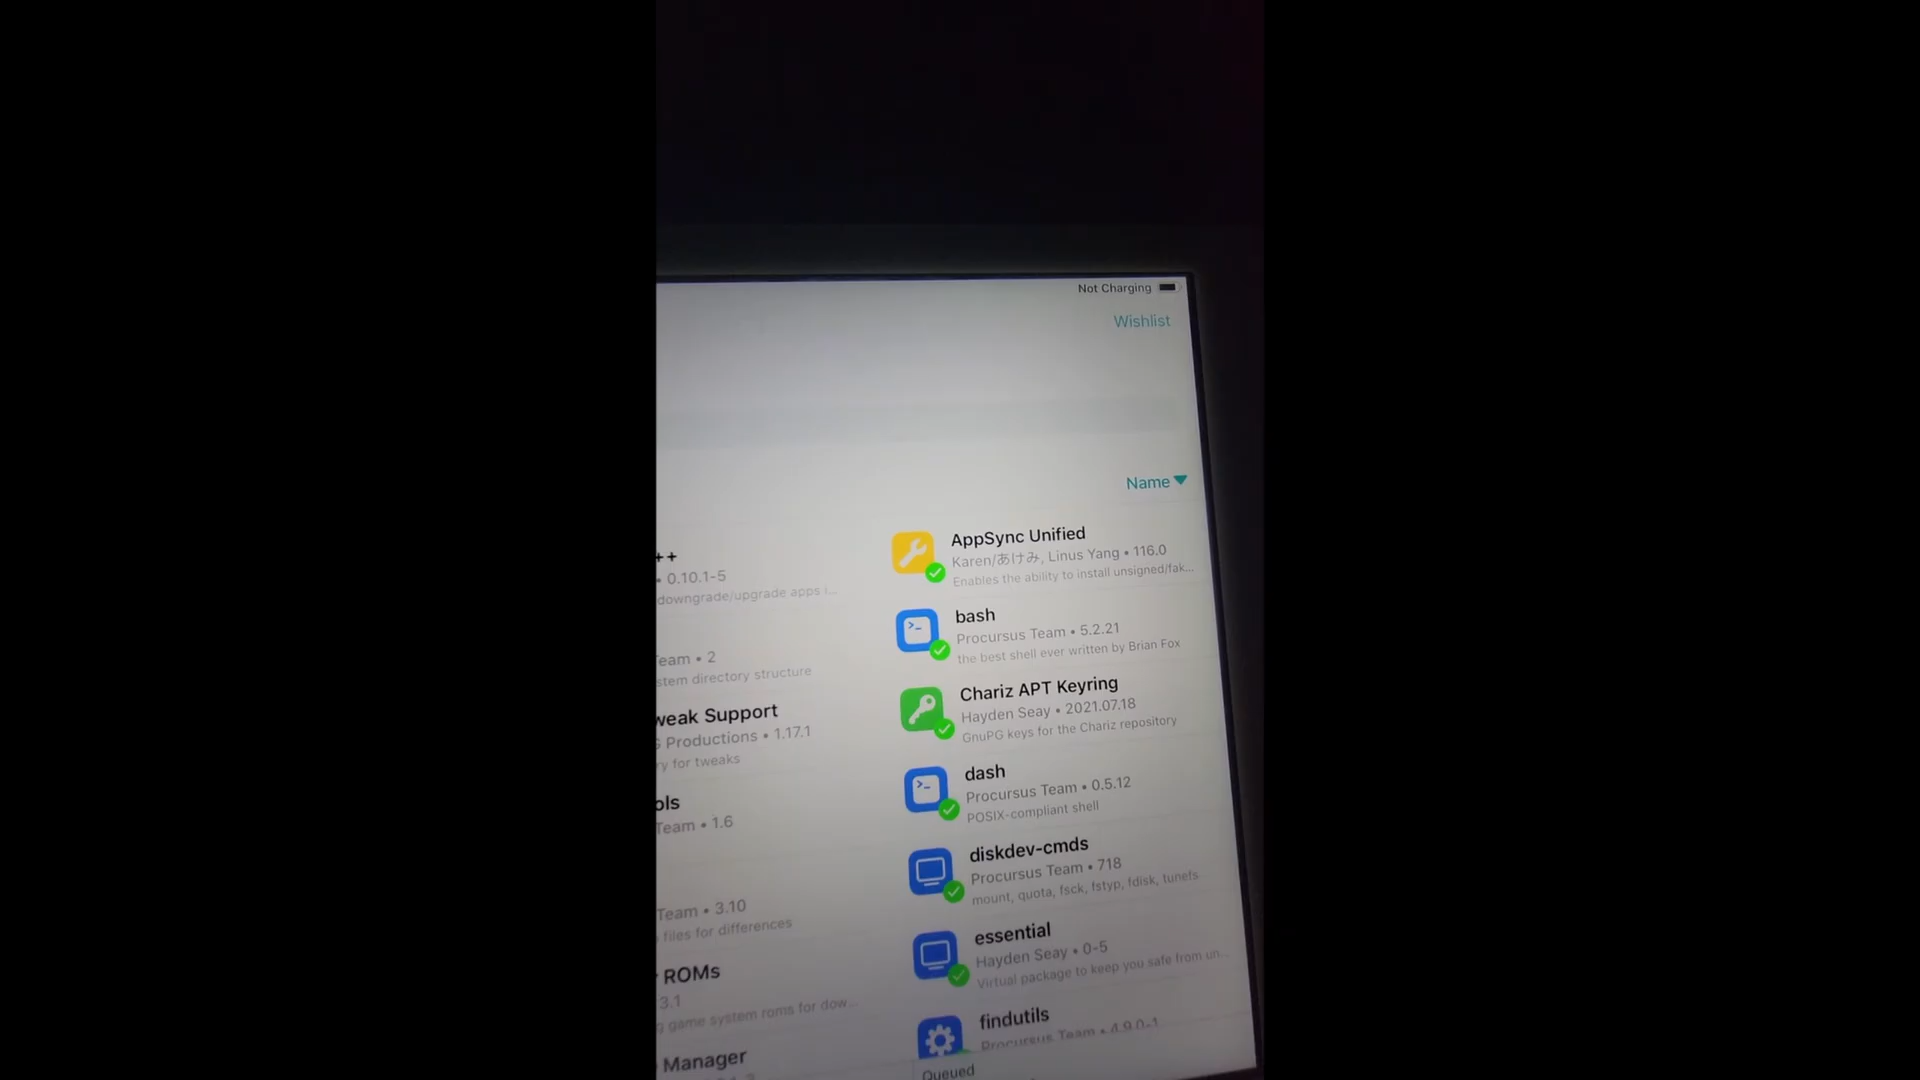 Not Charging
Wishlist
Name
++
• 0.10.1-5
downgrade/upgrade apps i...
Team • 2
stem directory structure
weak Support
Productions • 1.17.1
ry for tweaks
ols
Team • 1.6
Team • 3.10
files for differences
ROMs
3.1
g game system roms for dow...
Manager
AppSync Unified
Karen/あけみ, Linus Yang • 116.0
Enables the ability to install unsigned/fak...
bash
Procursus Team • 5.2.21
the best shell ever written by Brian Fox
Chariz APT Keyring
Hayden Seay • 2021.07.18
GnuPG keys for the Chariz repository
dash
Procursus Team • 0.5.12
POSIX-compliant shell
diskdev-cmds
Procursus Team • 718
mount, quota, fsck, fstyp, fdisk, tunefs
essential
Hayden Seay • 0-5
Virtual package to keep you safe from un...
findutils
Procursus Team • 4.9.0-1
Queued